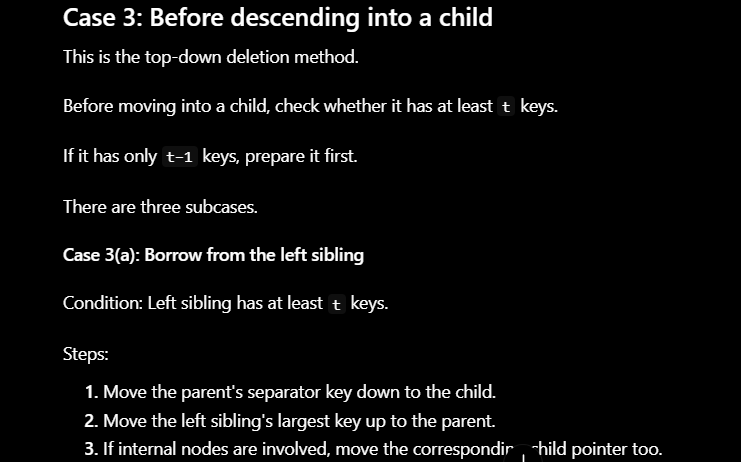 Case 3: Before descending into a child
This is the top-down deletion method.
Before moving into a child, check whether it has at least t keys.
If it has only t-1 keys, prepare it first.
There are three subcases.
Case 3(a): Borrow from the left sibling
Condition: Left sibling has at least t keys.
Steps:
1. Move the parent's separator key down to the child.
2. Move the left sibling's largest key up to the parent.
3. If internal nodes are involved, move the corresponding child pointer too.